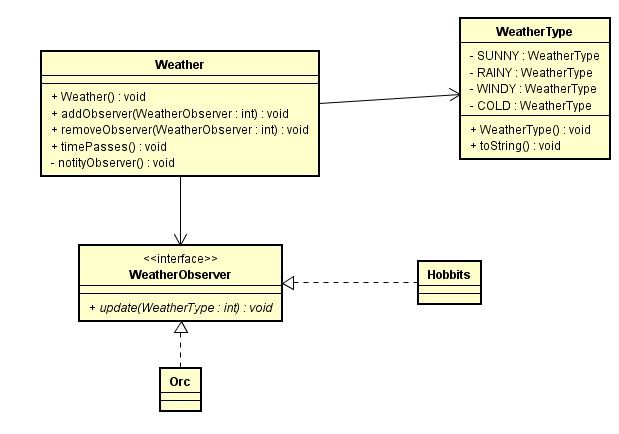 Weather
+ Weather() : void
+ addObserver(WeatherObserver : int) : void
+ removeObserver(WeatherObserver : int) : void
+ timePasses() : void
- notityObserver() : void
WeatherType
- SUNNY : WeatherType
- RAINY : WeatherType
- WINDY : WeatherType
- COLD : WeatherType
+ WeatherType() : void
+ toString() : void
<<interface>>
WeatherObserver
+ update(WeatherType : int) : void
Hobbits
Orc